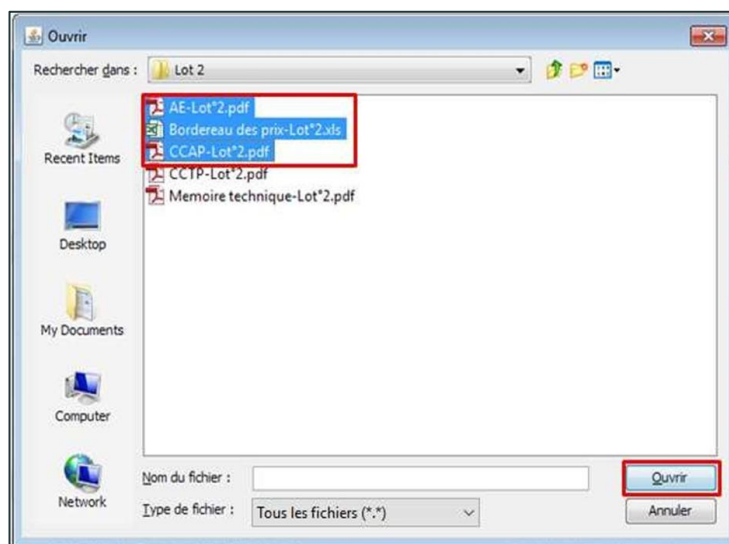 Ouvrir
Rechercher dans : Lot 2
AE-Lot°2.pdf
Bordereau des prix-Lot°2.xls
CCAP-Lot°2.pdf
CCTP-Lot°2.pdf
Memoire technique-Lot°2.pdf
Recent Items
Desktop
My Documents
Computer
Network
Nom du fichier :
Ouvrir
Type de fichier : Tous les fichiers (*.*)
Annuler